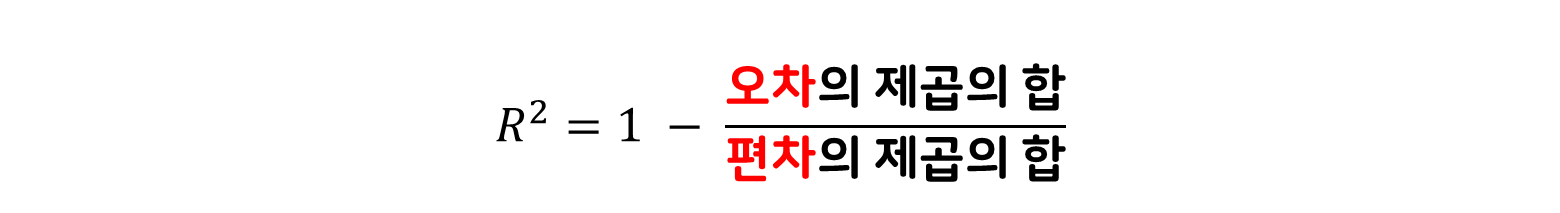 R² = 1 − 오차의 제곱의 합
편차의 제곱의 합